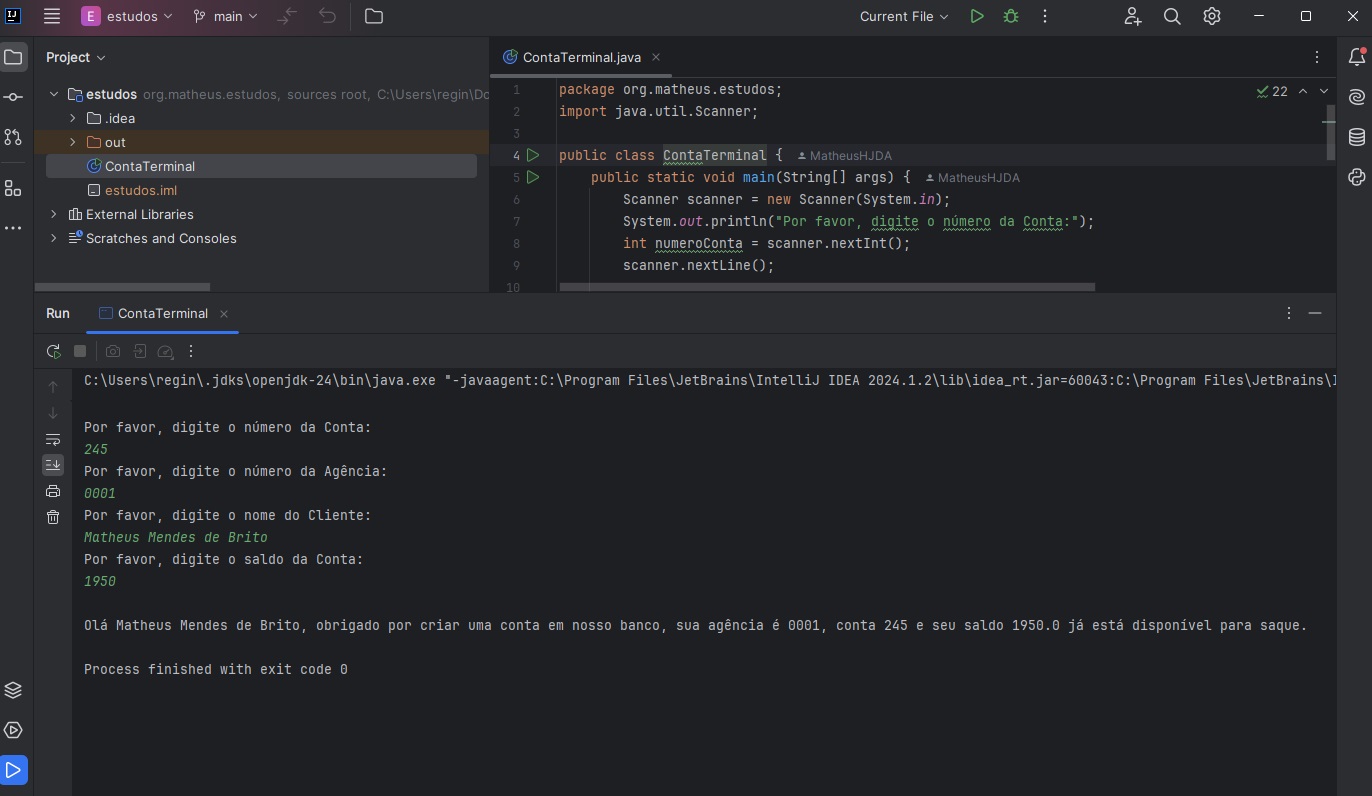 E estudos main Current File
Project
ContaTerminal.java
estudos org.matheus.estudos, sources root, C:\Users\regin\Do
.idea
out
ContaTerminal
estudos.iml
External Libraries
Scratches and Consoles
22
1 package org.matheus.estudos;
2 import java.util.Scanner;
3
4 public class ContaTerminal { MatheusHJDA
5 public static void main(String[] args) { MatheusHJDA
6 Scanner scanner = new Scanner(System.in);
7 System.out.println("Por favor, digite o número da Conta:");
8 int numeroConta = scanner.nextInt();
9 scanner.nextLine();
10
Run ContaTerminal
C:\Users\regin\.jdks\openjdk-24\bin\java.exe "-javaagent:C:\Program Files\JetBrains\IntelliJ IDEA 2024.1.2\lib\idea_rt.jar=60043:C:\Program Files\JetBrains\I
Por favor, digite o número da Conta:
245
Por favor, digite o número da Agência:
0001
Por favor, digite o nome do Cliente:
Matheus Mendes de Brito
Por favor, digite o saldo da Conta:
1950
Olá Matheus Mendes de Brito, obrigado por criar uma conta em nosso banco, sua agência é 0001, conta 245 e seu saldo 1950.0 já está disponível para saque.
Process finished with exit code 0